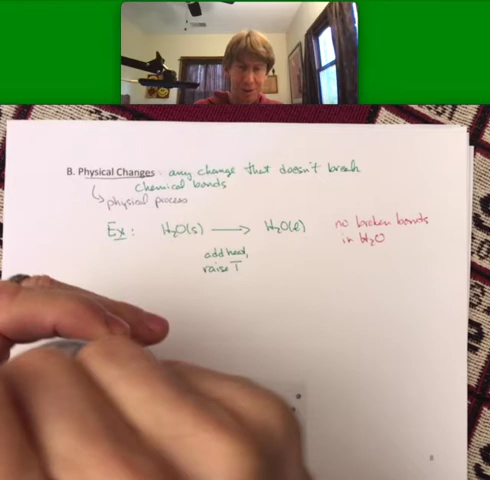 B. Physical Changes : any change that doesn't break
chemical bonds
↳ physical process
Ex : H₂O(s) ⟶ H₂O(l) no broken bonds
in H₂O
add heat,
raise T
8